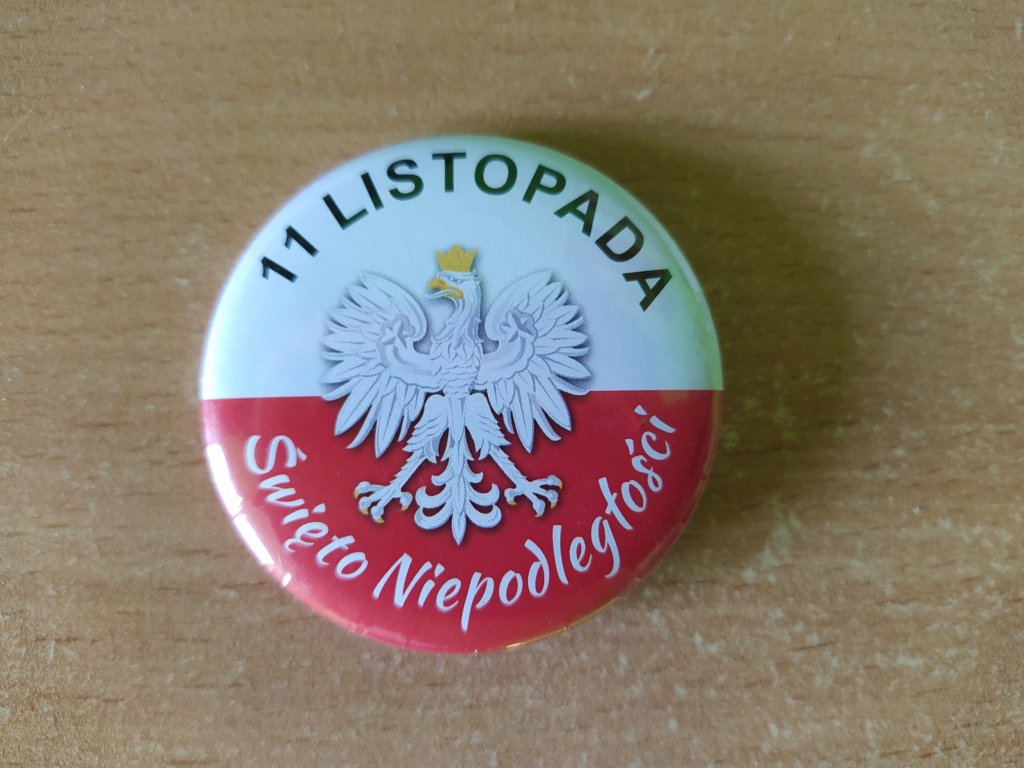 11 LISTOPADA
Święto Niepodległości